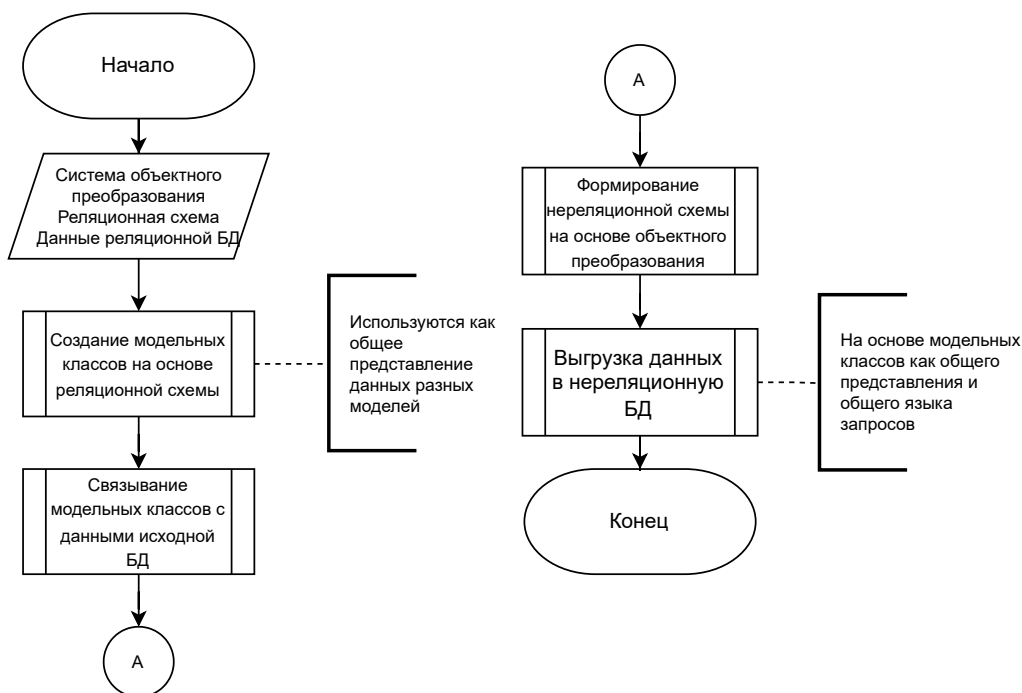 Начало
Система объектного
преобразования
Реляционная схема
Данные реляционной БД
Создание модельных
классов на основе
реляционной схемы
Используются как
общее
представление
данных разных
моделей
Связывание
модельных классов с
данными исходной
БД
А
А
Формирование
нереляционной схемы
на основе объектного
преобразования
Выгрузка данных
в нереляционную
БД
На основе модельных
классов как общего
представления и
общего языка
запросов
Конец